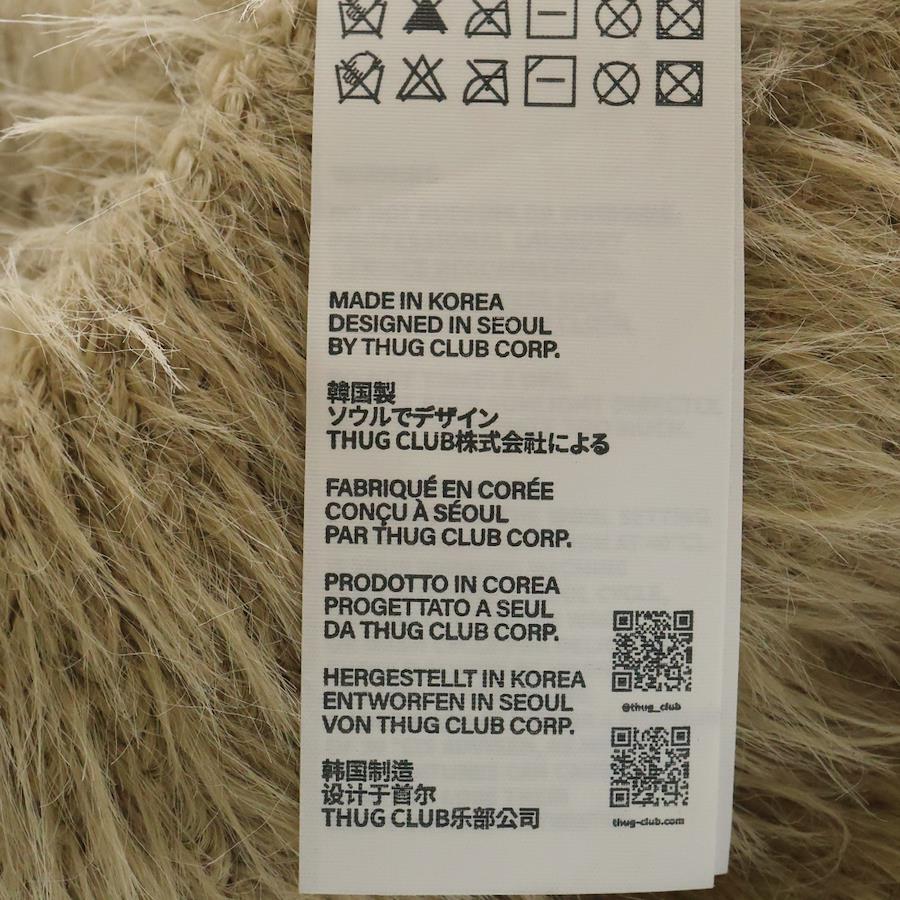 MADE IN KOREA
DESIGNED IN SEOUL
BY THUG CLUB CORP.
韓国製
ソウルでデザイン
THUG CLUB株式会社による
FABRIQUÉ EN CORÉE
CONÇU À SÉOUL
PAR THUG CLUB CORP.
PRODOTTO IN COREA
PROGETTATO A SEUL
DA THUG CLUB CORP.
HERGESTELLT IN KOREA
ENTWORFEN IN SEOUL
VON THUG CLUB CORP.
@thug_club
韩国制造
设计于首尔
THUG CLUB乐部公司
thug-club.com